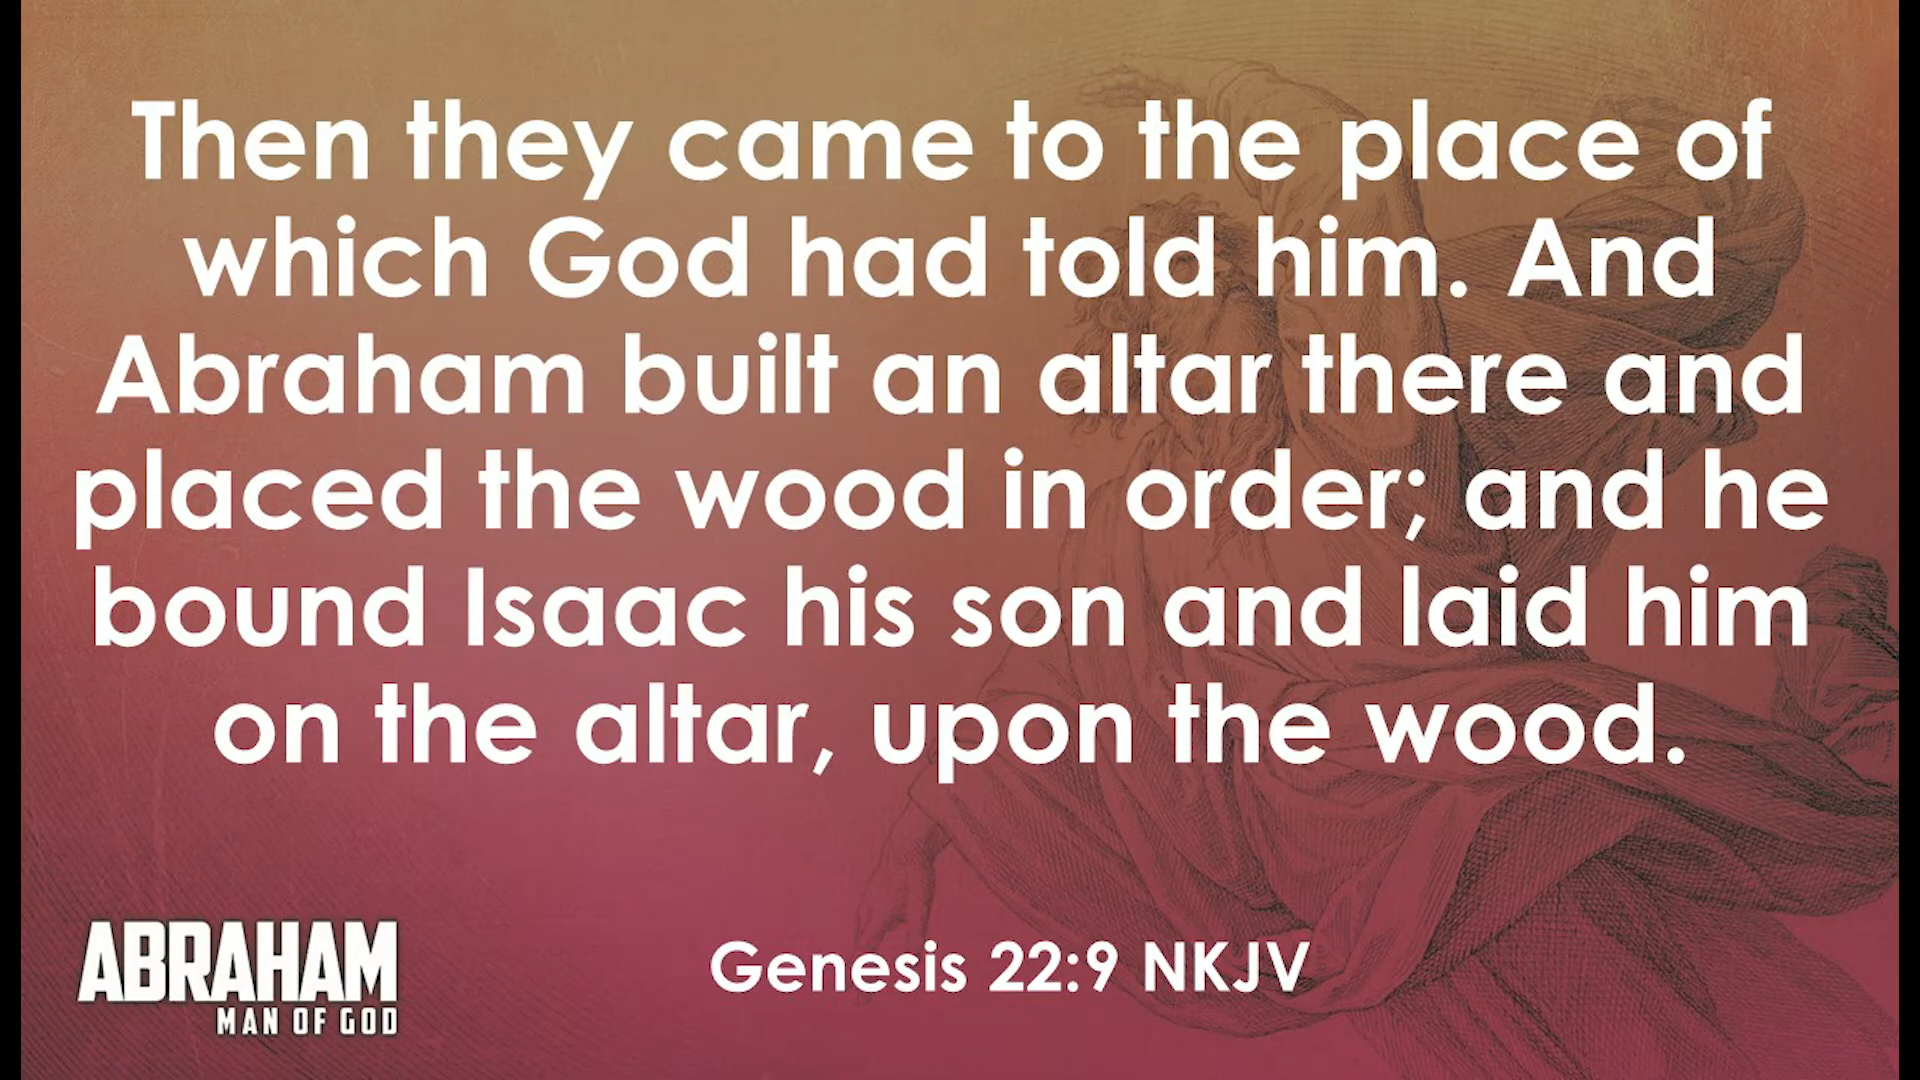 Then they came to the place of
which God had told him. And
Abraham built an altar there and
placed the wood in order; and he
bound Isaac his son and laid him
on the altar, upon the wood.
Genesis 22:9 NKJV
ABRAHAM
MAN OF GOD